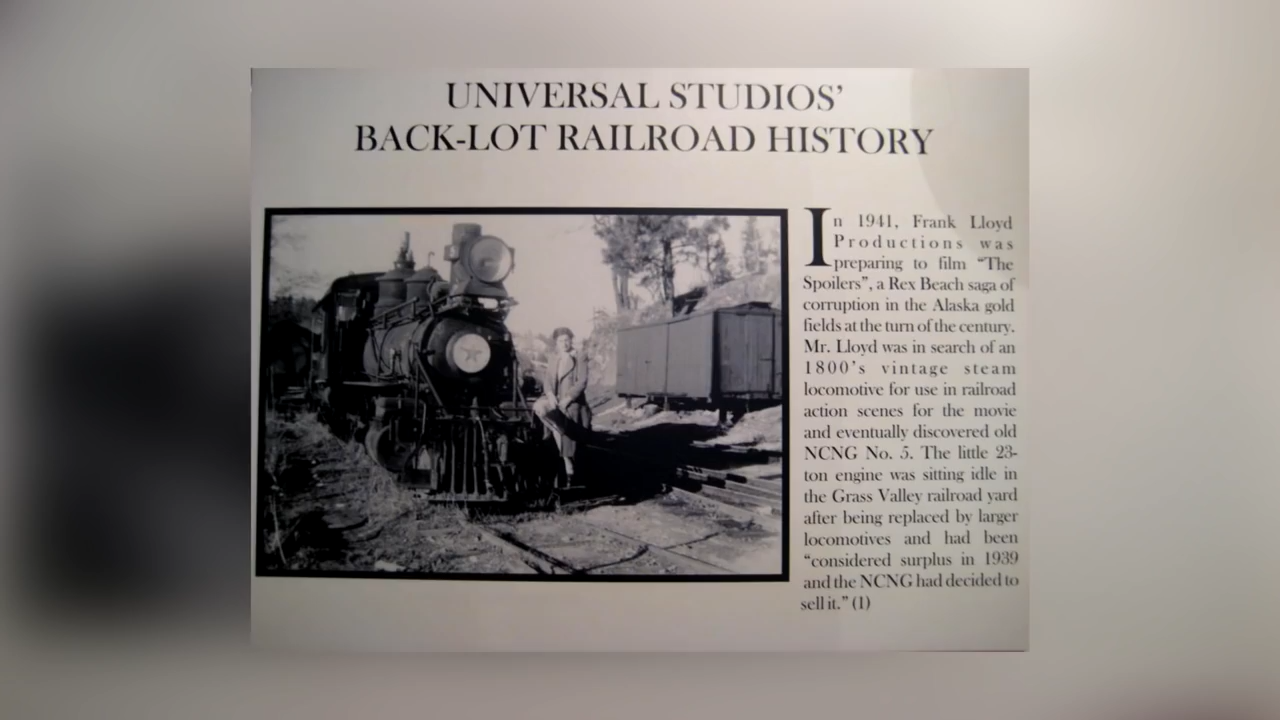 UNIVERSAL STUDIOS'
BACK-LOT RAILROAD HISTORY
In 1941, Frank Lloyd
Productions was
preparing to film “The
Spoilers”, a Rex Beach saga of
corruption in the Alaska gold
fields at the turn of the century.
Mr. Lloyd was in search of an
1800's vintage steam
locomotive for use in railroad
action scenes for the movie
and eventually discovered old
NCNG No. 5. The little 23-
ton engine was sitting idle in
the Grass Valley railroad yard
after being replaced by larger
locomotives and had been
“considered surplus in 1939
and the NCNG had decided to
sell it.” (1)